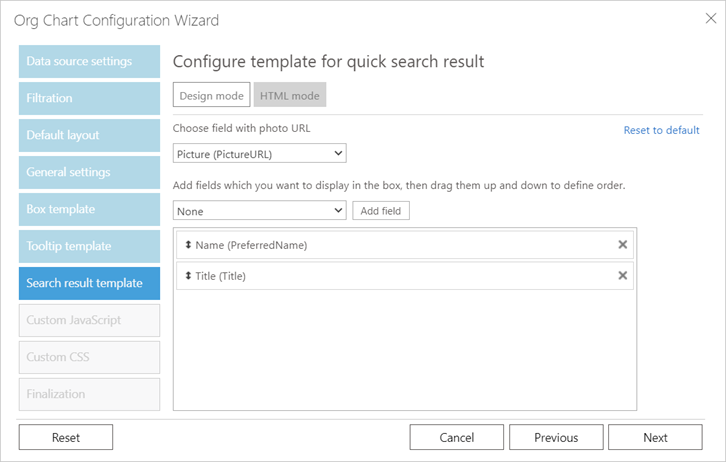 Org Chart Configuration Wizard
Data source settings
Filtration
Default layout
General settings
Box template
Tooltip template
Search result template
Custom JavaScript
Custom CSS
Finalization
Configure template for quick search result
Design mode
HTML mode
Choose field with photo URL
Reset to default
Picture (PictureURL)
Add fields which you want to display in the box, then drag them up and down to define order.
None
Add field
Name (PreferredName)
Title (Title)
Reset
Cancel
Previous
Next